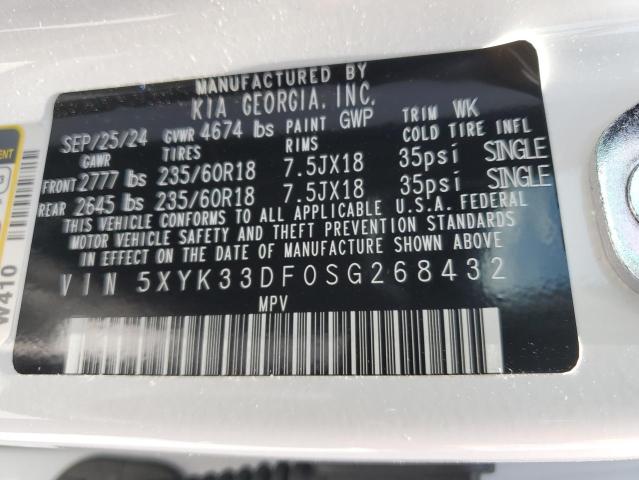 MANUFACTURED BY
KIA GEORGIA, INC.
SEP/25/24 GVWR 4674 lbs PAINT GWP TRIM WK
GAWR TIRES RIMS COLD TIRE INFL
FRONT 2777 lbs 235/60R18 7.5JX18 35psi SINGLE
REAR 2645 lbs 235/60R18 7.5JX18 35psi SINGLE
THIS VEHICLE CONFORMS TO ALL APPLICABLE U.S.A. FEDERAL
MOTOR VEHICLE SAFETY AND THEFT PREVENTION STANDARDS
IN EFFECT ON THE DATE OF MANUFACTURE SHOWN ABOVE
VIN 5XYK33DF0SG268432
MPV
W410